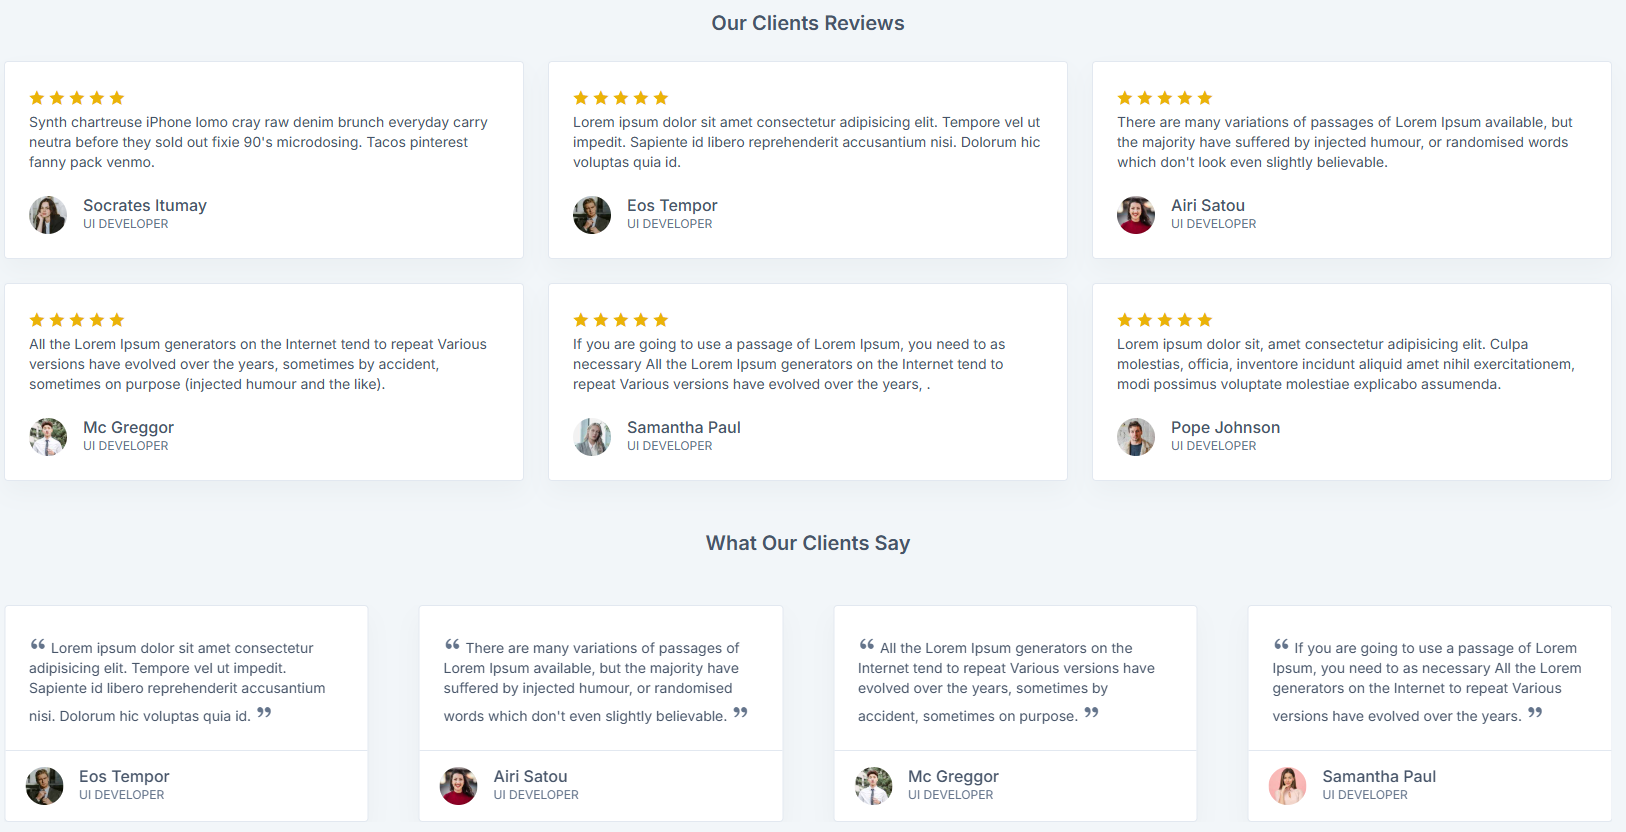 Our Clients Reviews
Synth chartreuse iPhone lomo cray raw denim brunch everyday carry
neutra before they sold out fixie 90's microdosing. Tacos pinterest
fanny pack venmo.
Socrates Itumay
UI DEVELOPER
Lorem ipsum dolor sit amet consectetur adipisicing elit. Tempore vel ut
impedit. Sapiente id libero reprehenderit accusantium nisi. Dolorum hic
voluptas quia id.
Eos Tempor
UI DEVELOPER
There are many variations of passages of Lorem Ipsum available, but
the majority have suffered by injected humour, or randomised words
which don't look even slightly believable.
Airi Satou
UI DEVELOPER
All the Lorem Ipsum generators on the Internet tend to repeat Various
versions have evolved over the years, sometimes by accident,
sometimes on purpose (injected humour and the like).
Mc Greggor
UI DEVELOPER
If you are going to use a passage of Lorem Ipsum, you need to as
necessary All the Lorem Ipsum generators on the Internet tend to
repeat Various versions have evolved over the years, .
Samantha Paul
UI DEVELOPER
Lorem ipsum dolor sit, amet consectetur adipisicing elit. Culpa
molestias, officia, inventore incidunt aliquid amet nihil exercitationem,
modi possimus voluptate molestiae explicabo assumenda.
Pope Johnson
UI DEVELOPER
What Our Clients Say
“ Lorem ipsum dolor sit amet consectetur
adipisicing elit. Tempore vel ut impedit.
Sapiente id libero reprehenderit accusantium
nisi. Dolorum hic voluptas quia id. ”
Eos Tempor
UI DEVELOPER
“ There are many variations of passages of
Lorem Ipsum available, but the majority have
suffered by injected humour, or randomised
words which don't even slightly believable. ”
Airi Satou
UI DEVELOPER
“ All the Lorem Ipsum generators on the
Internet tend to repeat Various versions have
evolved over the years, sometimes by
accident, sometimes on purpose. ”
Mc Greggor
UI DEVELOPER
“ If you are going to use a passage of Lorem
Ipsum, you need to as necessary All the Lorem
generators on the Internet to repeat Various
versions have evolved over the years. ”
Samantha Paul
UI DEVELOPER